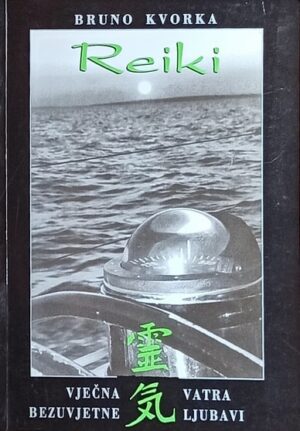 BRUNO KVORKA
Reiki
霊
気
VJEČNA VATRA
BEZUVJETNE LJUBAVI